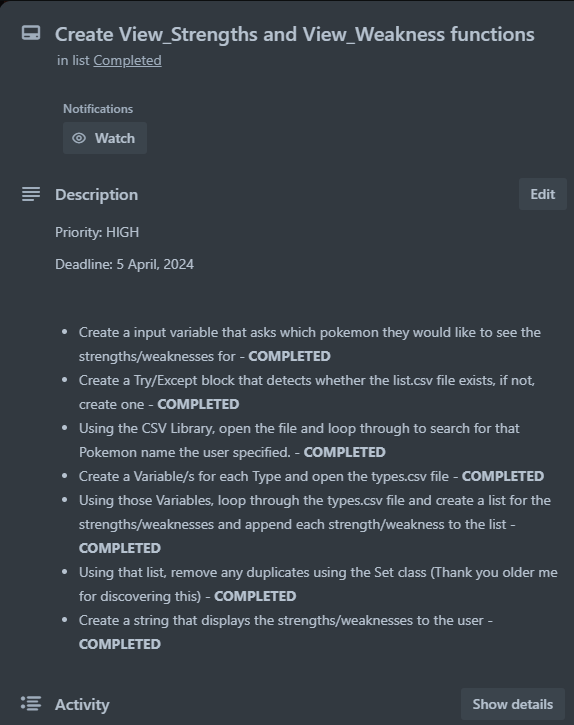 Create View_Strengths and View_Weakness functions
in list Completed
Notifications
Watch
Description
Edit
Priority: HIGH
Deadline: 5 April, 2024
• Create a input variable that asks which pokemon they would like to see the
strengths/weaknesses for - COMPLETED
• Create a Try/Except block that detects whether the list.csv file exists, if not,
create one - COMPLETED
• Using the CSV Library, open the file and loop through to search for that
Pokemon name the user specified. - COMPLETED
• Create a Variable/s for each Type and open the types.csv file - COMPLETED
• Using those Variables, loop through the types.csv file and create a list for the
strengths/weaknesses and append each strength/weakness to the list -
COMPLETED
• Using that list, remove any duplicates using the Set class (Thank you older me
for discovering this) - COMPLETED
• Create a string that displays the strengths/weaknesses to the user -
COMPLETED
Activity
Show details